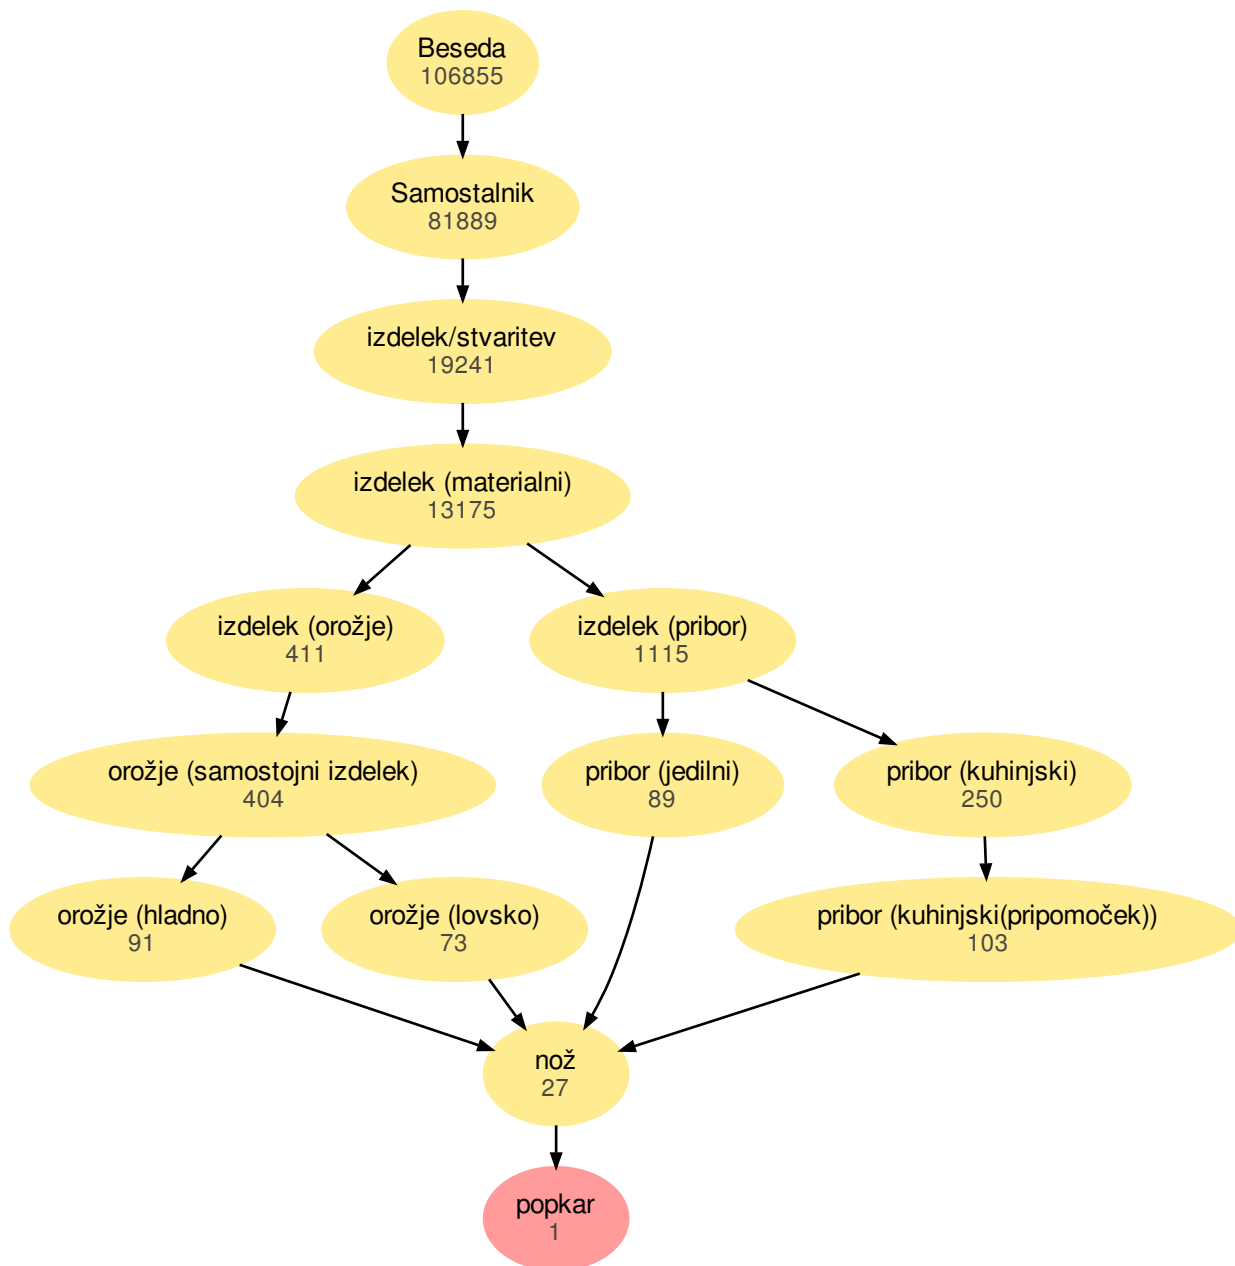 Beseda
106855
Samostalnik
81889
izdelek/stvaritev
19241
izdelek (materialni)
13175
izdelek (orožje)
411
izdelek (pribor)
1115
orožje (samostojni izdelek)
404
pribor (jedilni)
89
pribor (kuhinjski)
250
orožje (hladno)
91
orožje (lovsko)
73
pribor (kuhinjski(pripomoček))
103
nož
27
popkar
1